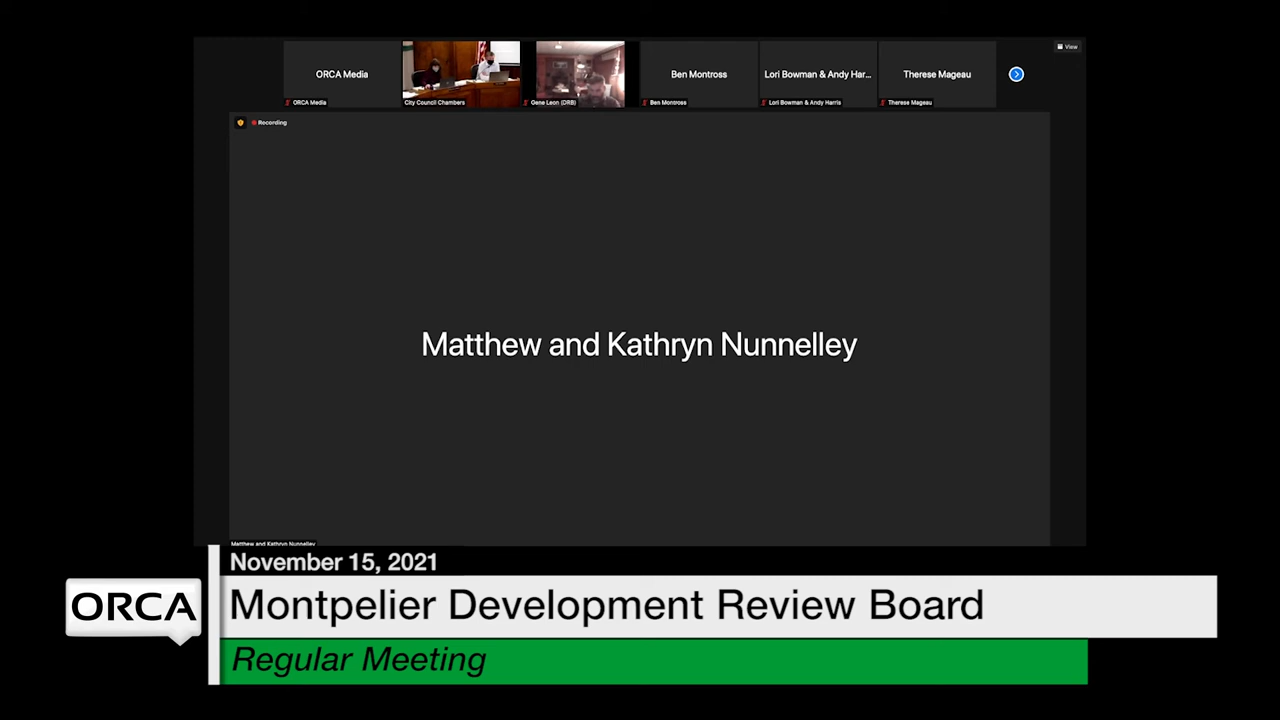 View
ORCA Media
Ben Montross
Lori Bowman & Andy Har...
Therese Mageau
ORCA Media
City Council Chambers
Gene Leon (DRB)
Ben Montross
Lori Bowman & Andy Harris
Therese Mageau
Recording
Matthew and Kathryn Nunnelley
Matthew and Kathryn Nunnelley
November 15, 2021
ORCA
Montpelier Development Review Board
Regular Meeting